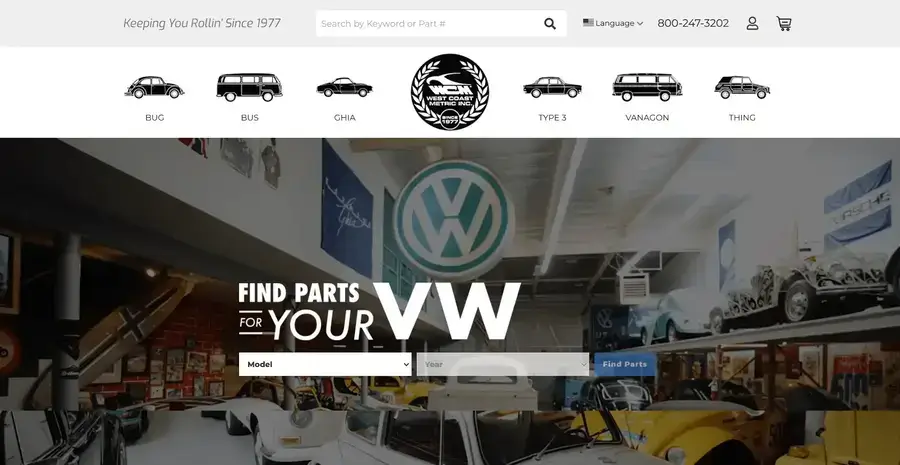 Keeping You Rollin' Since 1977
Search by Keyword or Part #
Language
800-247-3202
BUG
BUS
GHIA
WCM
WEST COAST
METRIC INC.
SINCE
1977
TYPE 3
VANAGON
THING
FIND PARTS
FOR YOUR VW
Model
Year
Find Parts